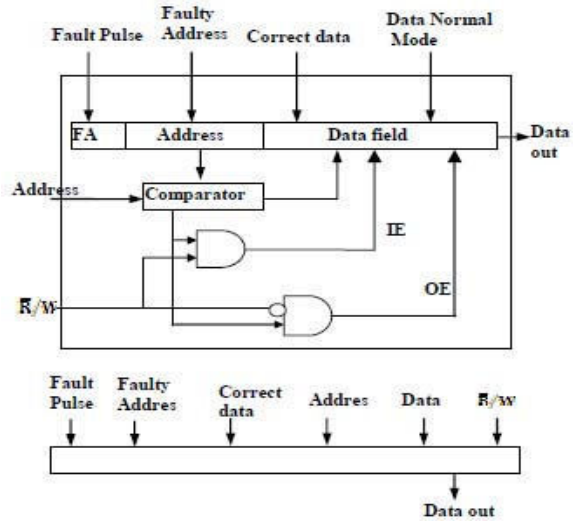 Fault Pulse
Faulty
Address
Correct data
Data Normal
Mode
FA
Address
Data field
Data
out
Address
Comparator
IE
R̅/W
OE
Fault
Pulse
Faulty
Addres
Correct
data
Addres
Data
R̅/W
Data out